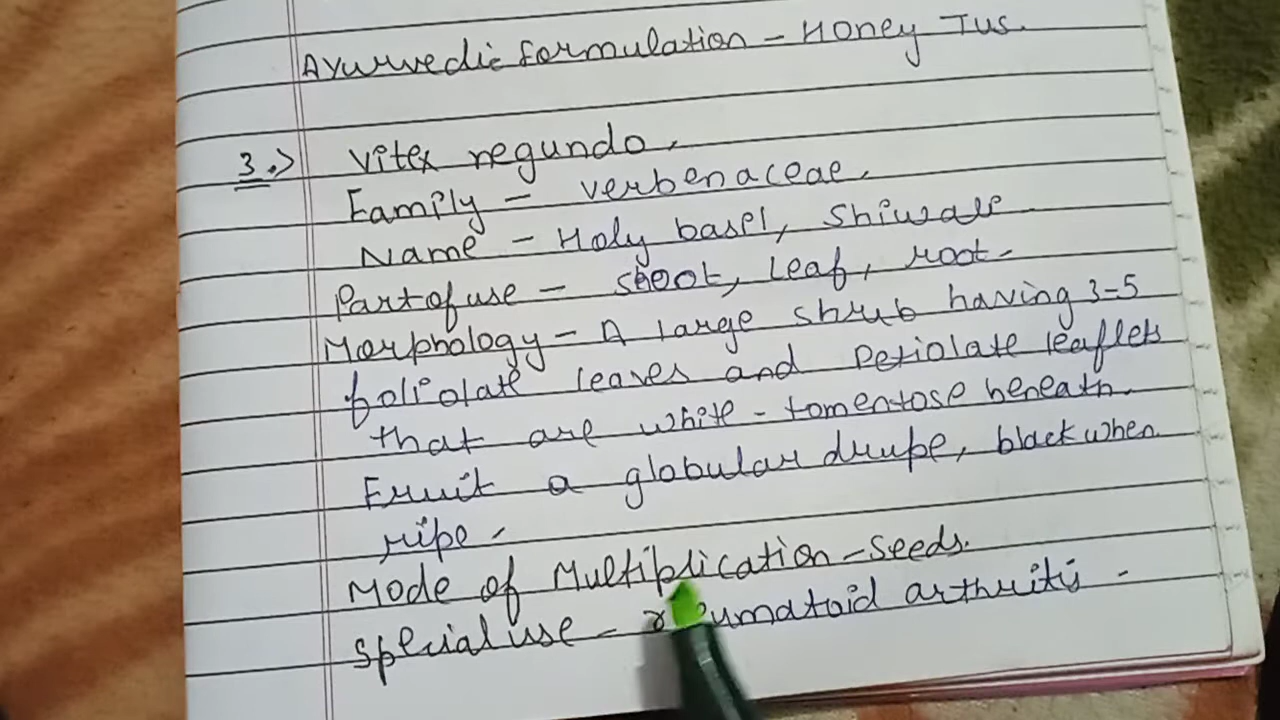 Ayurvedic formulation - Honey Tus.
3.> Vitex negundo.
Family - verbenaceae.
Name - Holy basel, Shiwale
Part of use - shoot, leaf, root.
Morphology - A large shrub having 3-5
foliolate leaves and petiolate leaflets
that are white-tomentose beneath.
Fruit a globular drupe, black when
ripe.
Mode of Multiplication - seeds.
special use - rheumatoid arthritis.